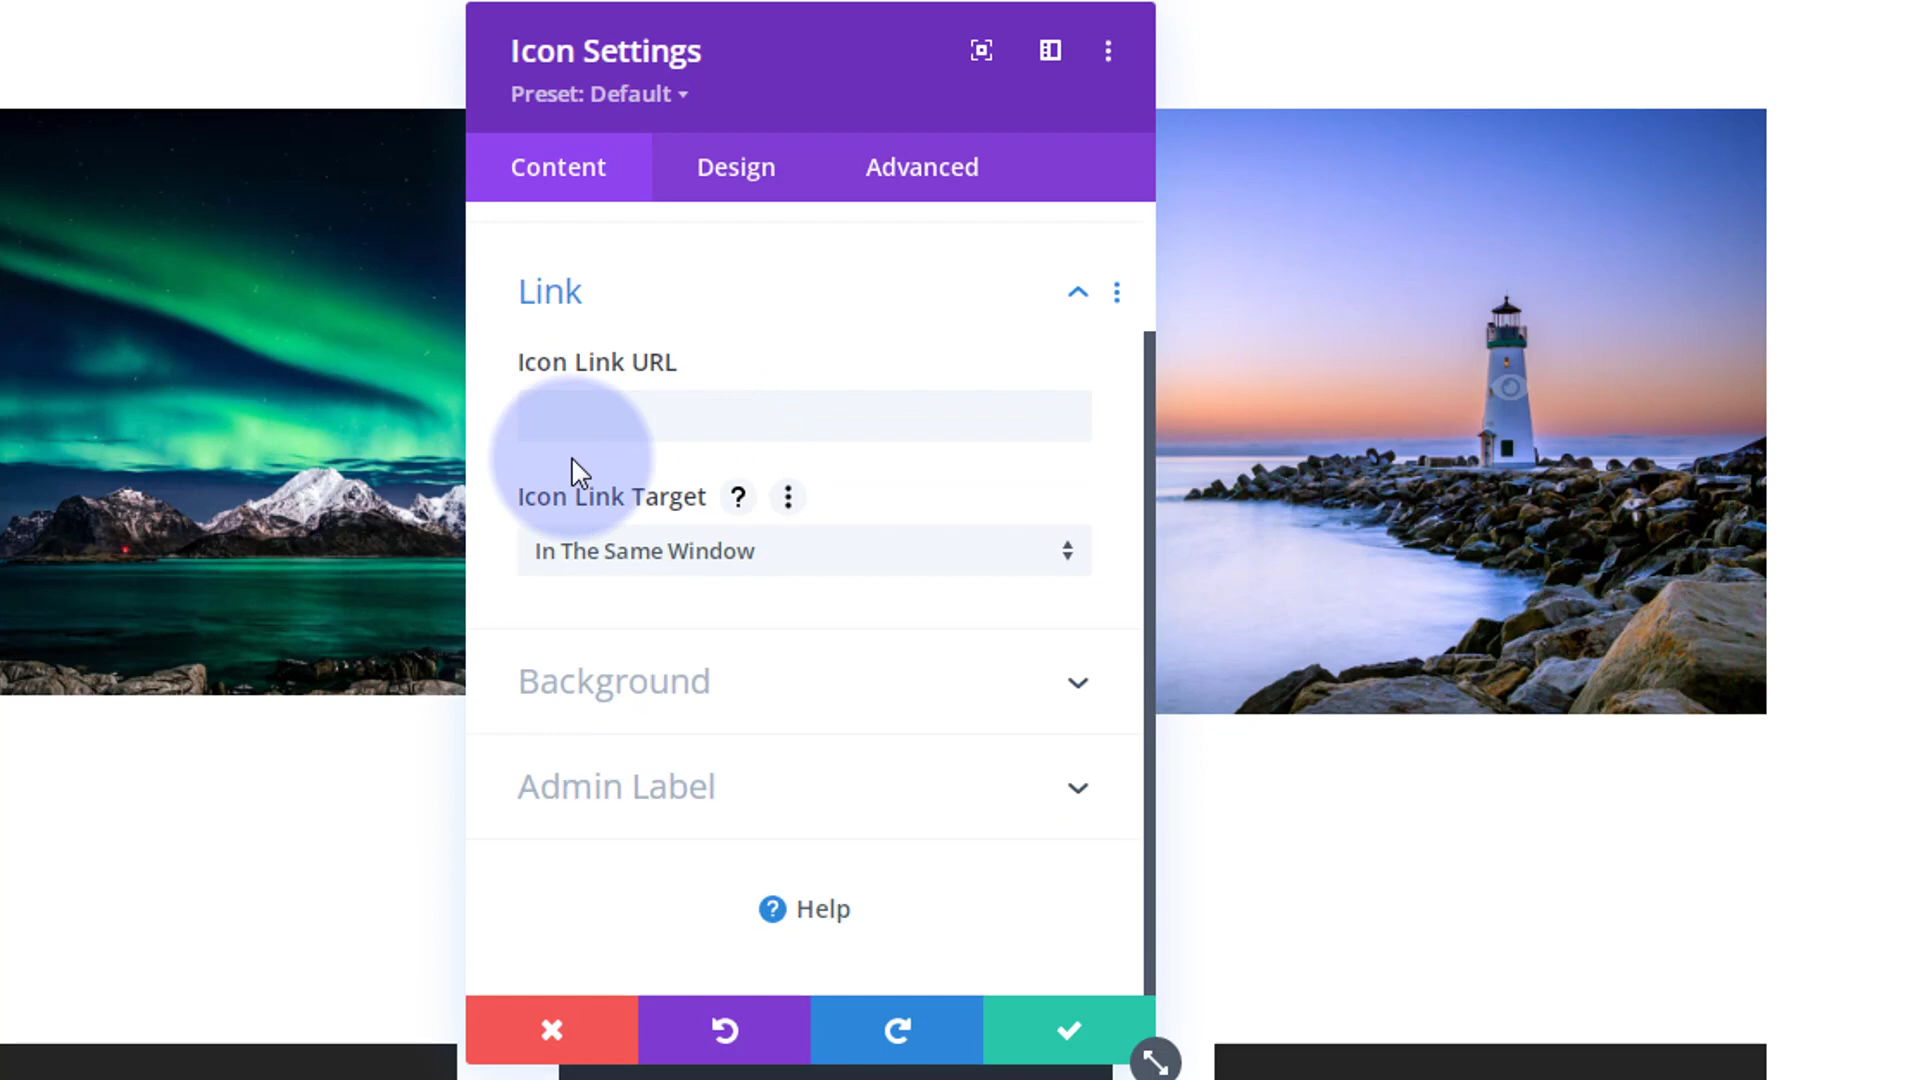 Icon Settings
Preset: Default
Content Design Advanced
Link
Icon Link URL
Icon Link Target ?
In The Same Window
Background
Admin Label
? Help